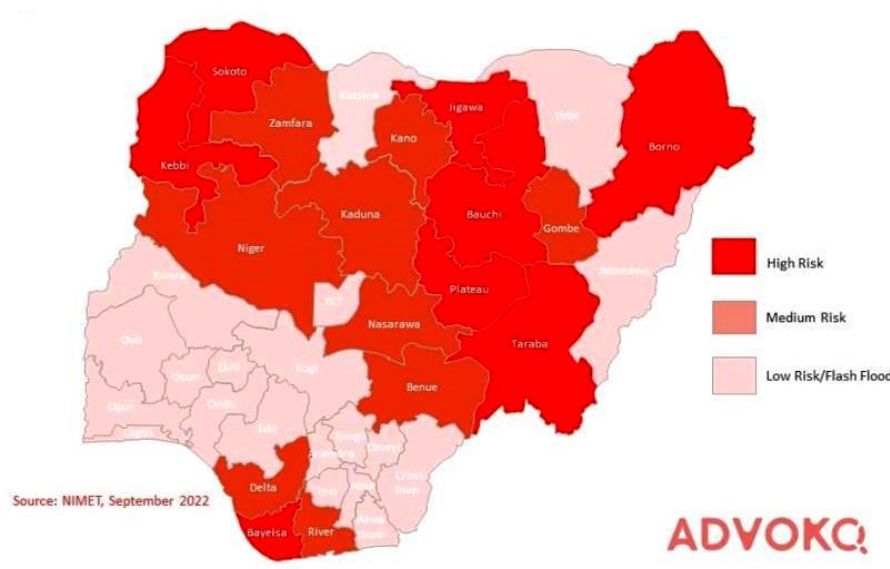 Sokoto
Katsina
Jigawa
Yobe
Zamfara
Kano
Borno
Kebbi
Kaduna
Bauchi
Gombe
Niger
Adamawa
High Risk
Kwara
Plateau
FCT
Medium Risk
Nasarawa
Oyo
Taraba
Kogi
Ekiti
Osun
Low Risk/Flash Flood
Benue
Ogun
Ondo
Edo
Lagos
Enugu
Ebony
Anambra
Cross
River
Delta
Imo
Abia
Source: NIMET, September 2022
Akwa
Ibom
Bayelsa
River
ADVOKQ